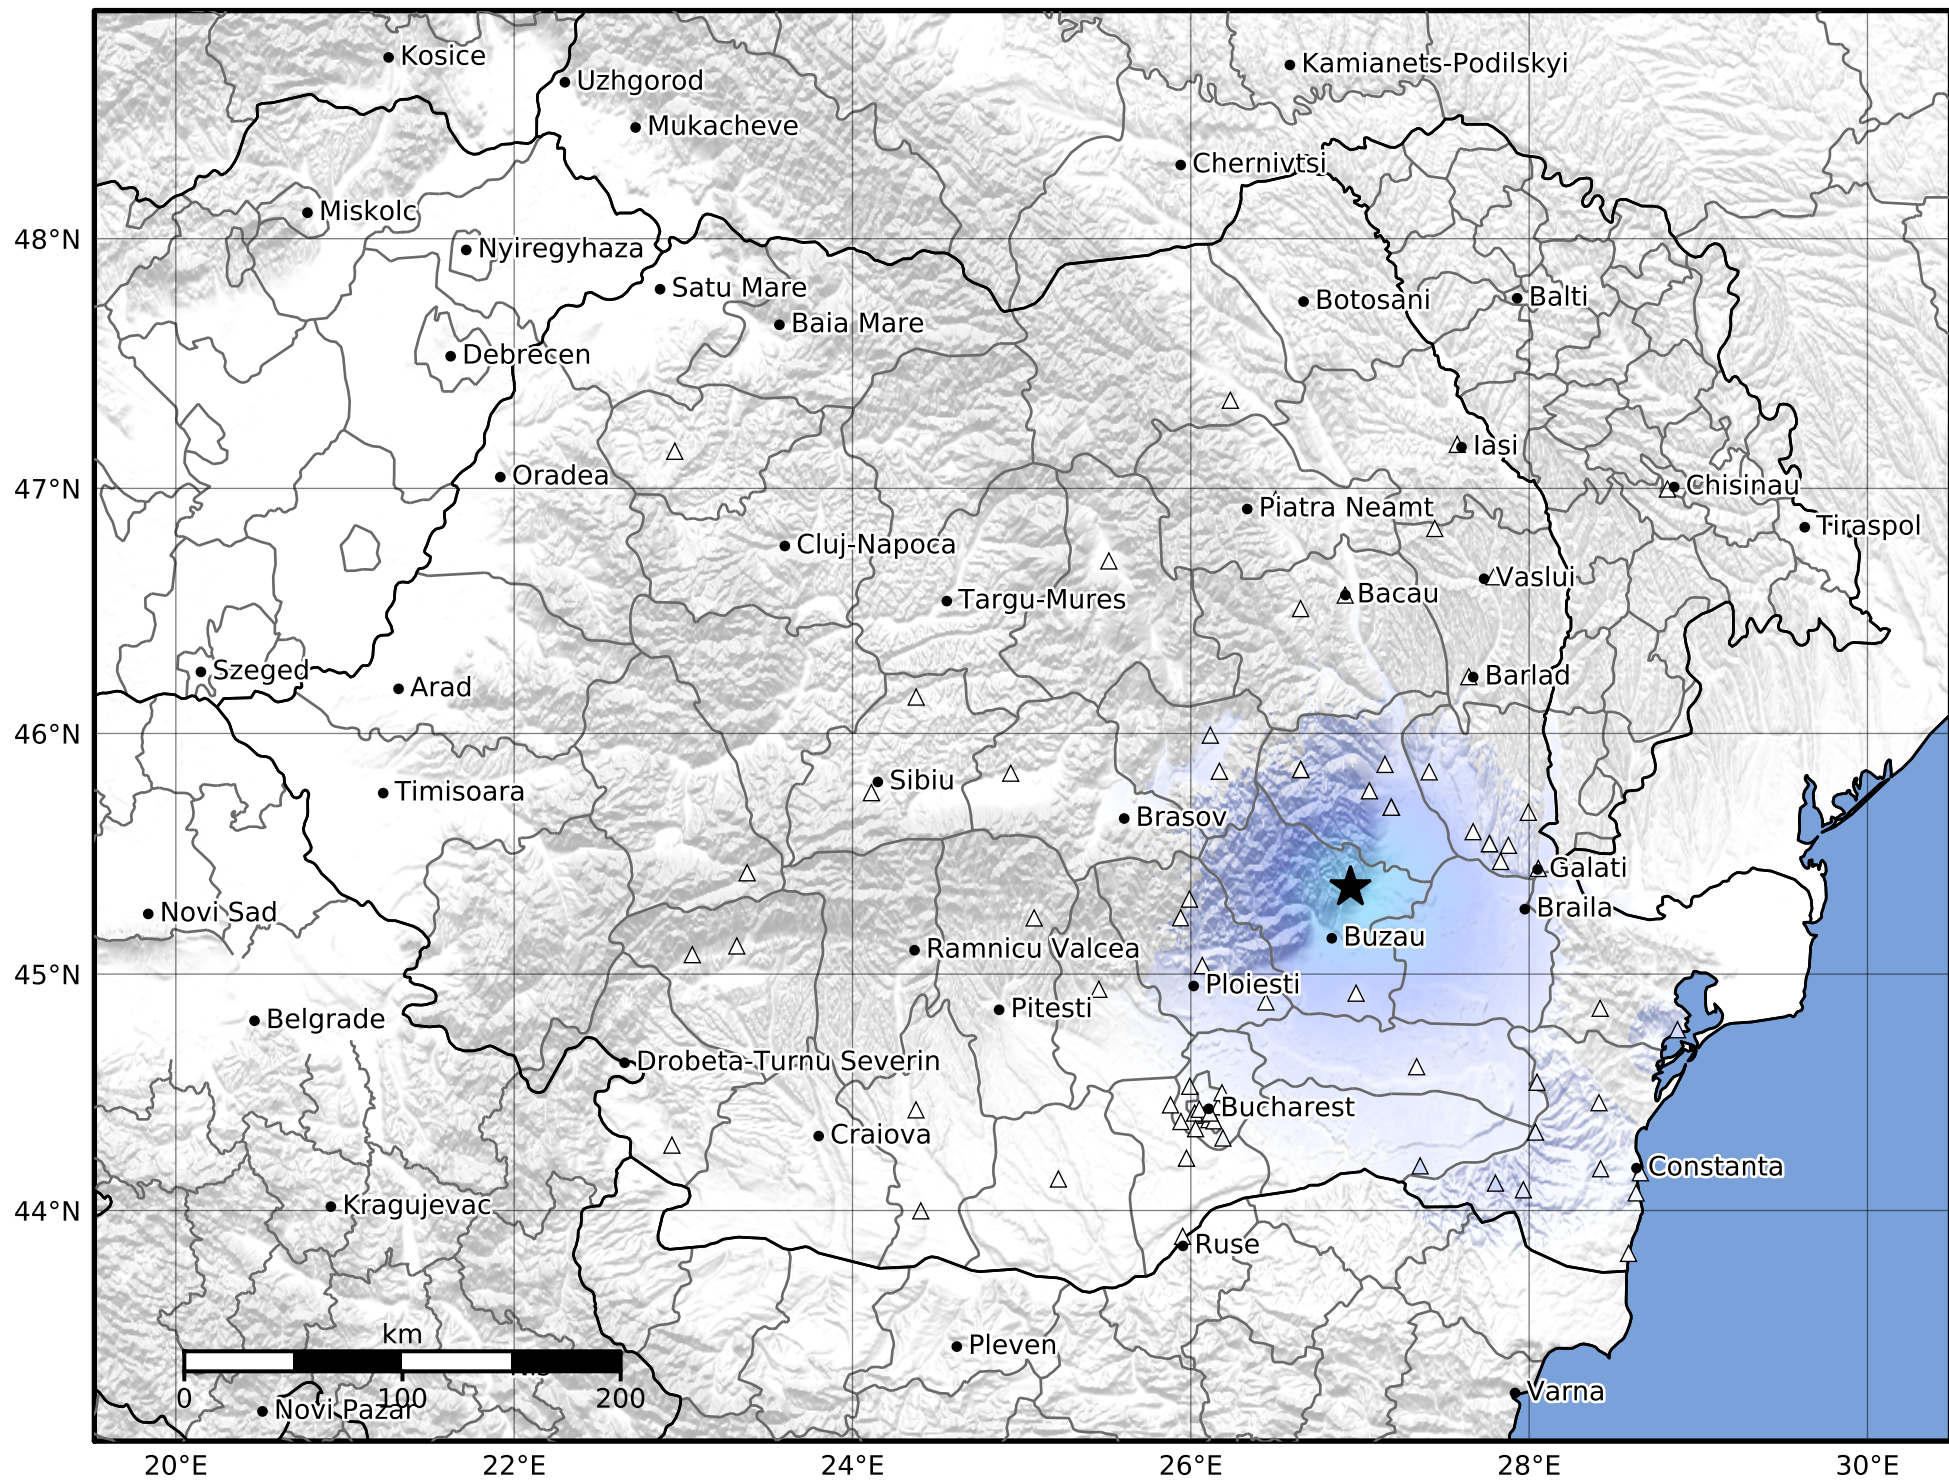 Kosice
Kamianets-Podilskyi
Uzhgorod
Mukacheve
Chernivtsi
Miskolc
48°N
Nyiregyhaza
Satu Mare
Botosani
Balti
Baia Mare
Debrecen
Iasi
47°N
Oradea
Chisinau
Piatra Neamt
Tiraspol
Cluj-Napoca
Vaslui
Bacau
Targu-Mures
Szeged
Arad
Barlad
46°N
Sibiu
Timisoara
Brasov
Galati
Novi Sad
Braila
Buzau
Ramnicu Valcea
45°N
Ploiesti
Pitesti
Belgrade
Drobeta-Turnu Severin
Bucharest
Craiova
Constanta
44°N
Kragujevac
Ruse
km
Pleven
0
100
200
Varna
Novi Pazar
20°E
22°E
24°E
26°E
28°E
30°E